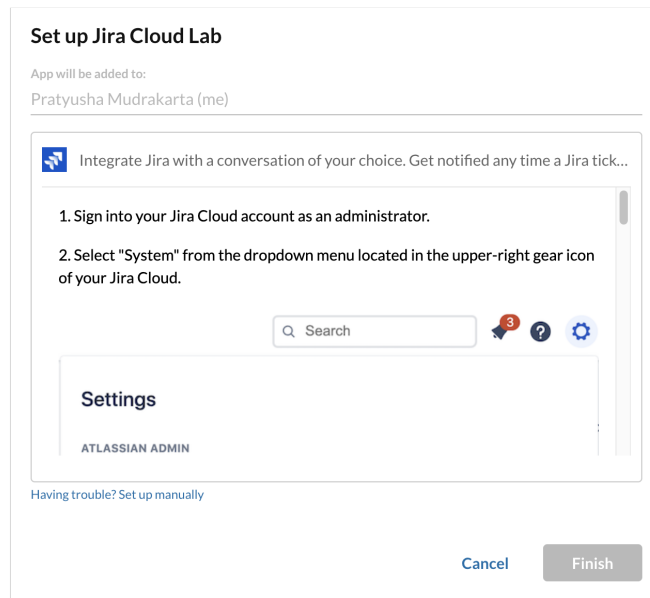 Set up Jira Cloud Lab
App will be added to:
Pratyusha Mudrakarta (me)
Integrate Jira with a conversation of your choice. Get notified any time a Jira tick...
1. Sign into your Jira Cloud account as an administrator.
2. Select "System" from the dropdown menu located in the upper-right gear icon
of your Jira Cloud.
Search
3
?
Settings
ATLASSIAN ADMIN
Having trouble? Set up manually
Cancel
Finish